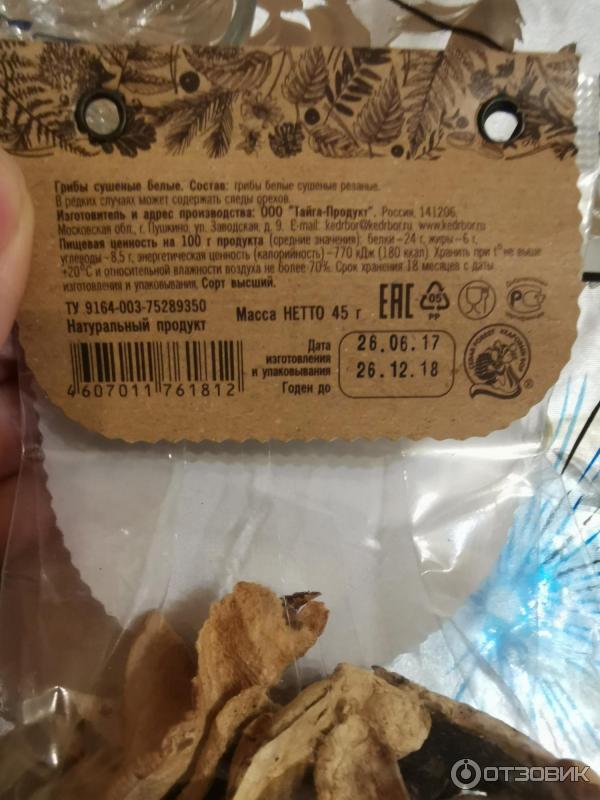 Грибы сушеные белые. Состав: грибы белые сушеные резаные.
В редких случаях может содержать следы орехов.
Изготовитель и адрес производства: ООО "Тайга-Продукт". Россия, 141206,
Московская обл., г. Пушкино, ул. Заводская, д. 9. E-mail: kedrbor@kedrbor.ru www.kedrbor.ru
Пищевая ценность на 100 г продукта (средние значения): белки-24 г, жиры-6 г,
углеводы-8,5 г, энергетическая ценность (калорийность)-770 кДж (180 ккал). Хранить при t° не выше
+20°С и относительной влажности воздуха не более 70%. Срок хранения 18 месяцев с даты
изготовления и упаковывания. Сорт высший.
ТУ 9164-003-75289350
Натуральный продукт
Масса НЕТТО 45 г
EAC
05
PP
РС
4 607011 761812
Дата
изготовления
и упаковывания
Годен до
26.06.17
26.12.18
ОТЗОВИК